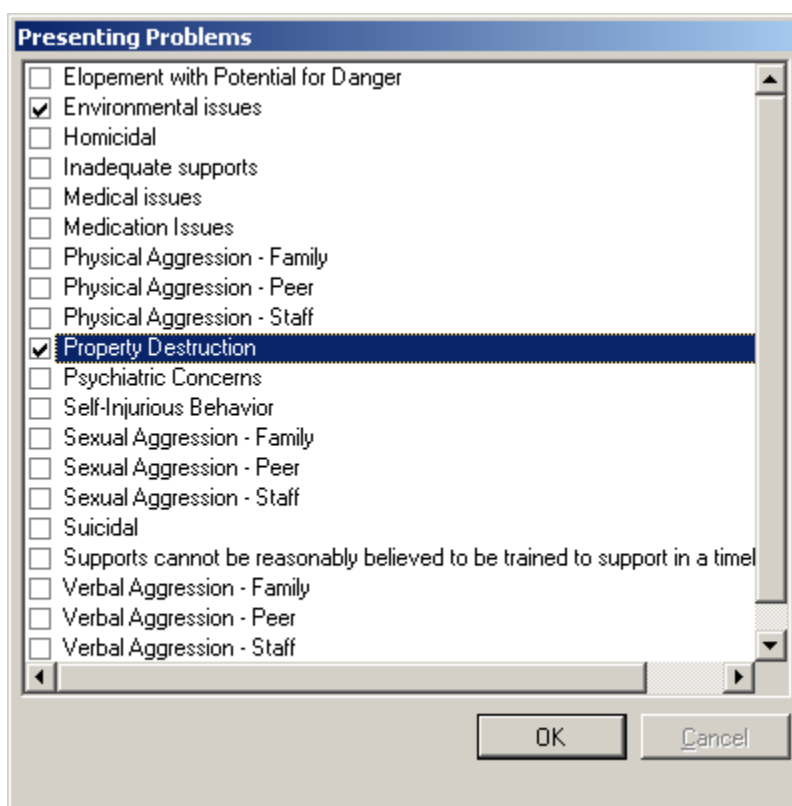 Presenting Problems
Elopement with Potential for Danger
Environmental issues
Homicidal
Inadequate supports
Medical issues
Medication Issues
Physical Aggression - Family
Physical Aggression - Peer
Physical Aggression - Staff
Property Destruction
Psychiatric Concerns
Self-Injurious Behavior
Sexual Aggression - Family
Sexual Aggression - Peer
Sexual Aggression - Staff
Suicidal
Supports cannot be reasonably believed to be trained to support in a timel
Verbal Aggression - Family
Verbal Aggression - Peer
Verbal Aggression - Staff
OK
Cancel